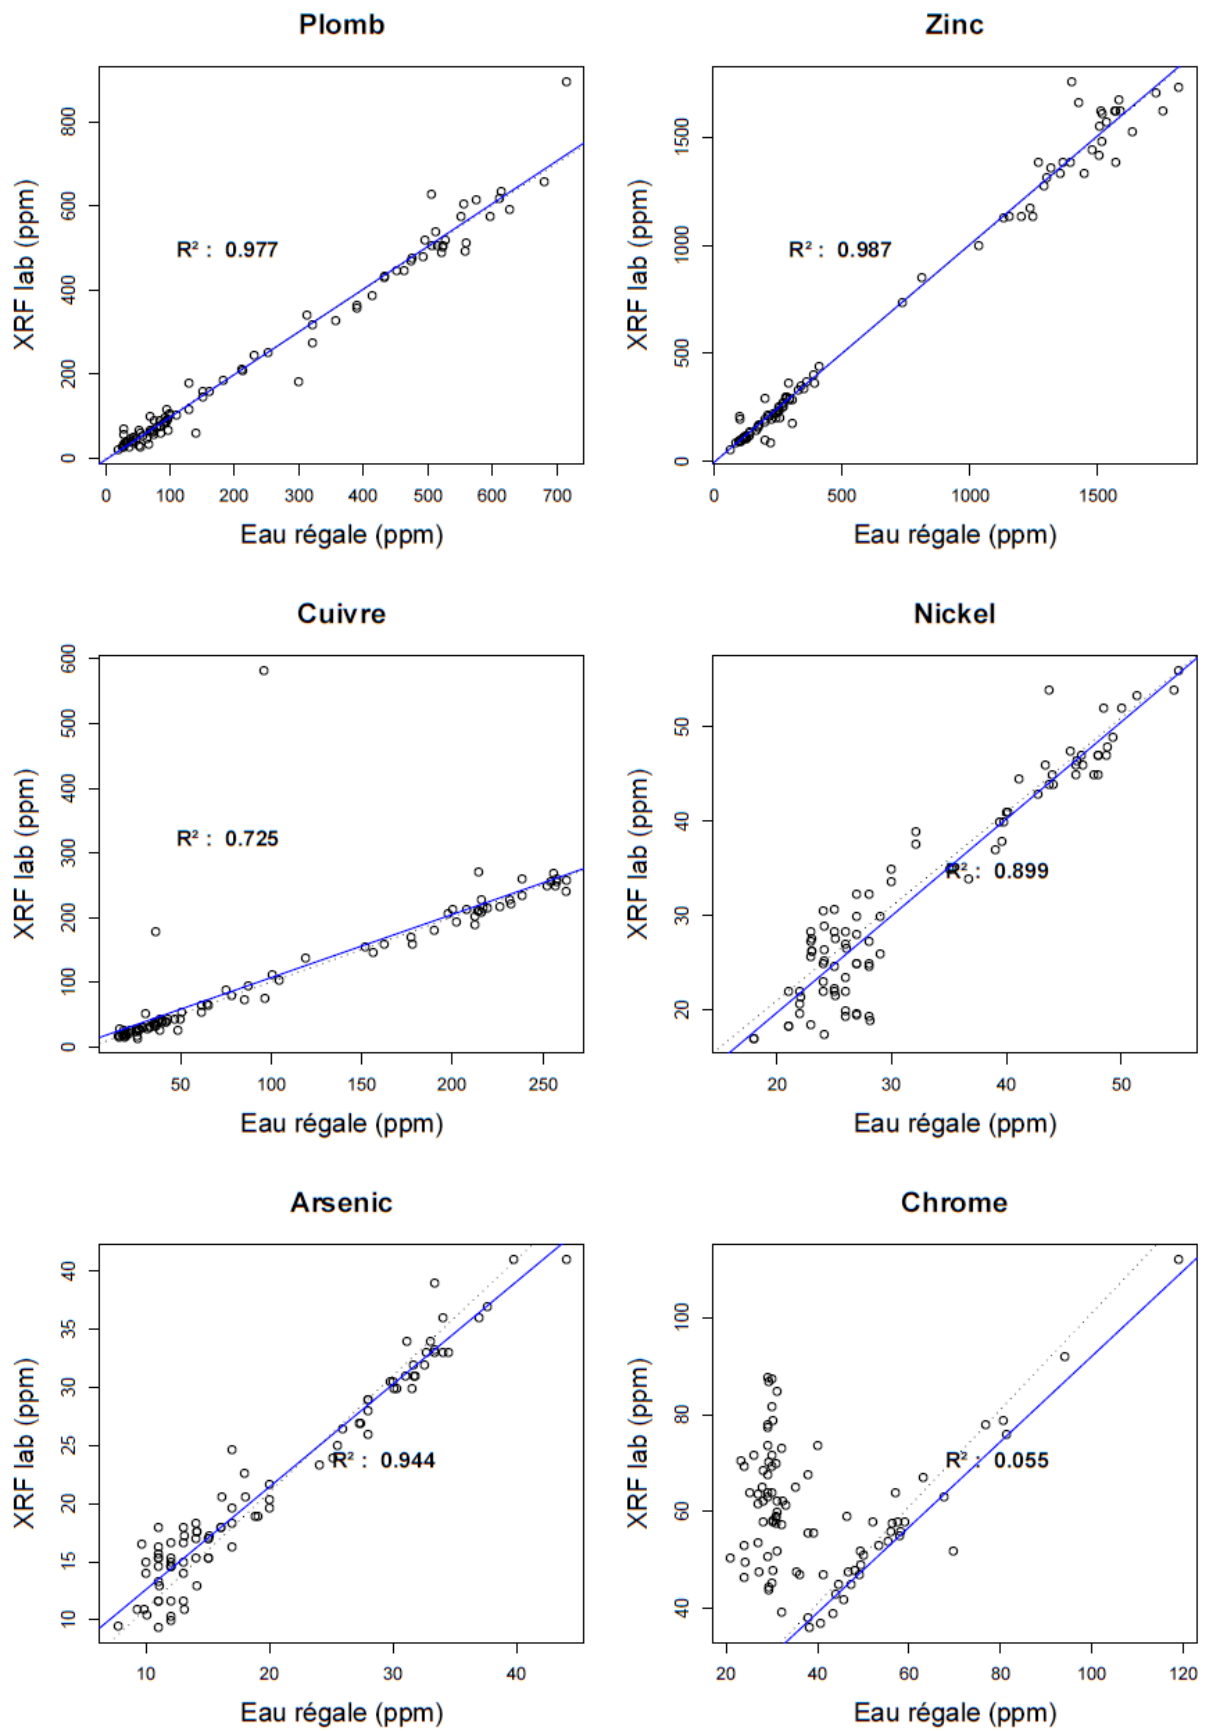 Plomb
XRF lab (ppm)
800
600
400
200
0
R² : 0.977
0 100 200 300 400 500 600 700
Eau régale (ppm)
Zinc
XRF lab (ppm)
1500
1000
500
0
R² : 0.987
0 500 1000 1500
Eau régale (ppm)
Cuivre
XRF lab (ppm)
600
500
400
300
200
100
0
R² : 0.725
50 100 150 200 250
Eau régale (ppm)
Nickel
XRF lab (ppm)
50
40
30
20
R² : 0.899
20 30 40 50
Eau régale (ppm)
Arsenic
XRF lab (ppm)
40
35
30
25
20
15
10
R² : 0.944
10 20 30 40
Eau régale (ppm)
Chrome
XRF lab (ppm)
100
80
60
40
R² : 0.055
20 40 60 80 100 120
Eau régale (ppm)